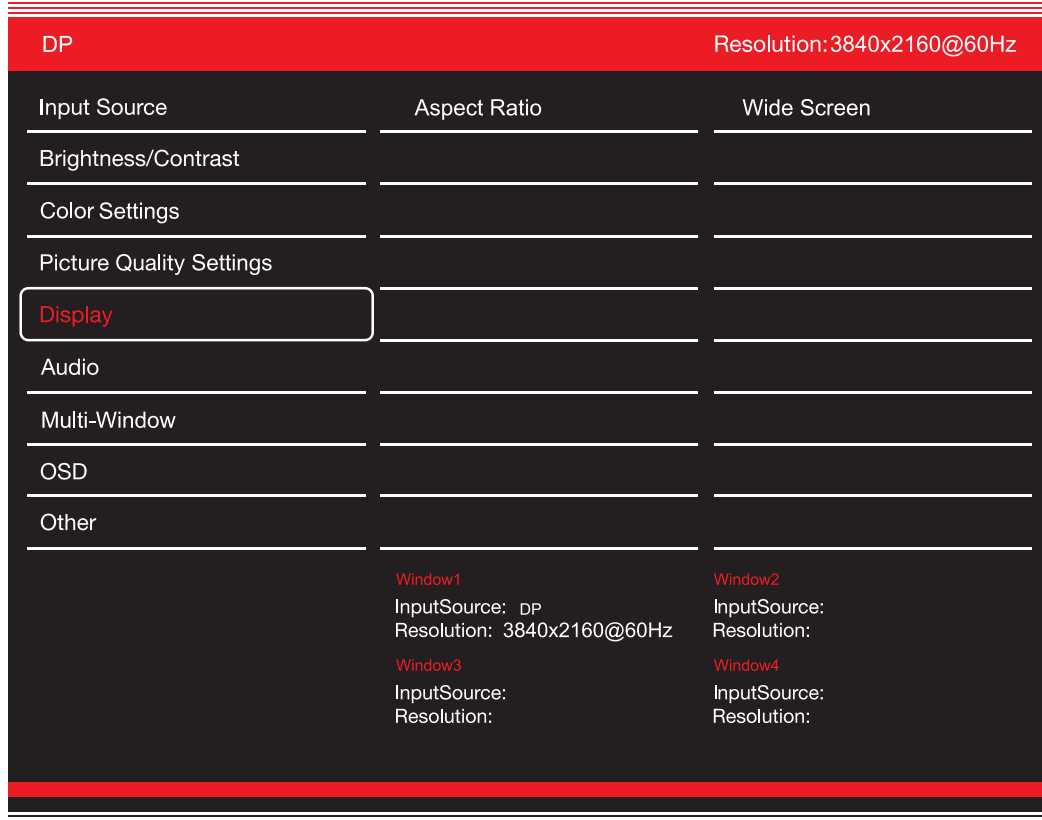 DP Resolution:3840x2160@60Hz
Input Source Aspect Ratio Wide Screen
Brightness/Contrast
Color Settings
Picture Quality Settings
Display
Audio
Multi-Window
OSD
Other
Window1 Window2
InputSource: DP InputSource:
Resolution: 3840x2160@60Hz Resolution:
Window3 Window4
InputSource: InputSource:
Resolution: Resolution: